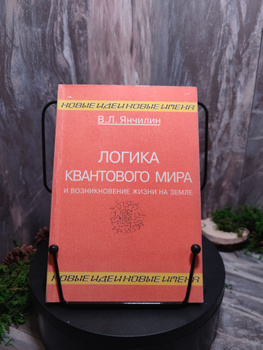 НОВЫЕ ИДЕИ НОВЫЕ ИМЕНА
В.Л. Янчилин
ЛОГИКА
КВАНТОВОГО МИРА
И ВОЗНИКНОВЕНИЕ ЖИЗНИ НА ЗЕМЛЕ
НОВЫЕ ИДЕИ НОВЫЕ ИМЕНА